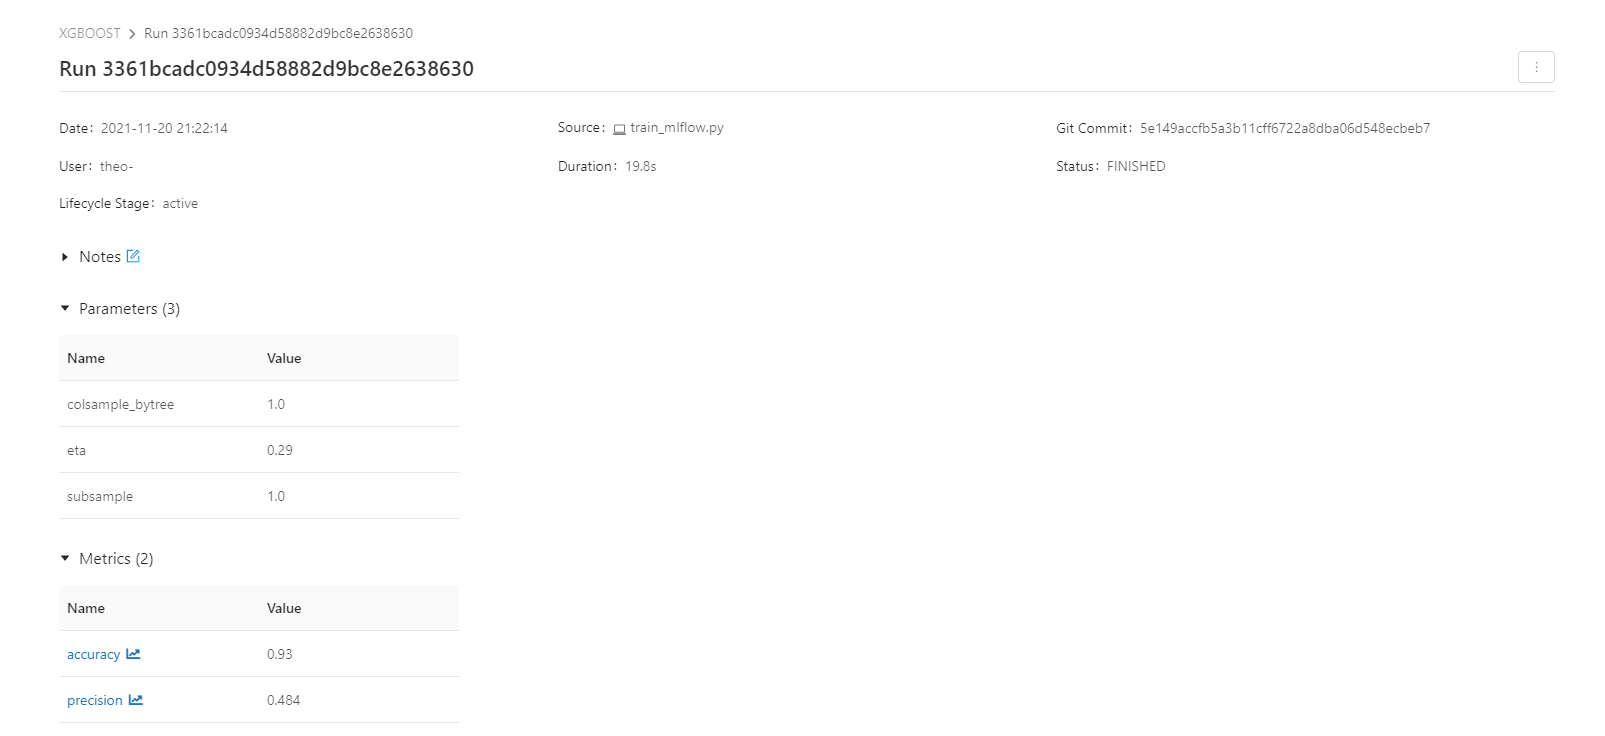 XGBOOST > Run 3361bcadc0934d58882d9bc8e2638630
Run 3361bcadc0934d58882d9bc8e2638630
Date: 2021-11-20 21:22:14
Source: train_mlflow.py
Git Commit: 5e149accfb5a3b11cff6722a8dba06d548ecbeb7
User: theo-
Duration: 19.8s
Status: FINISHED
Lifecycle Stage: active
Notes
Parameters (3)
Name Value
colsample_bytree 1.0
eta 0.29
subsample 1.0
Metrics (2)
Name Value
accuracy 0.93
precision 0.484